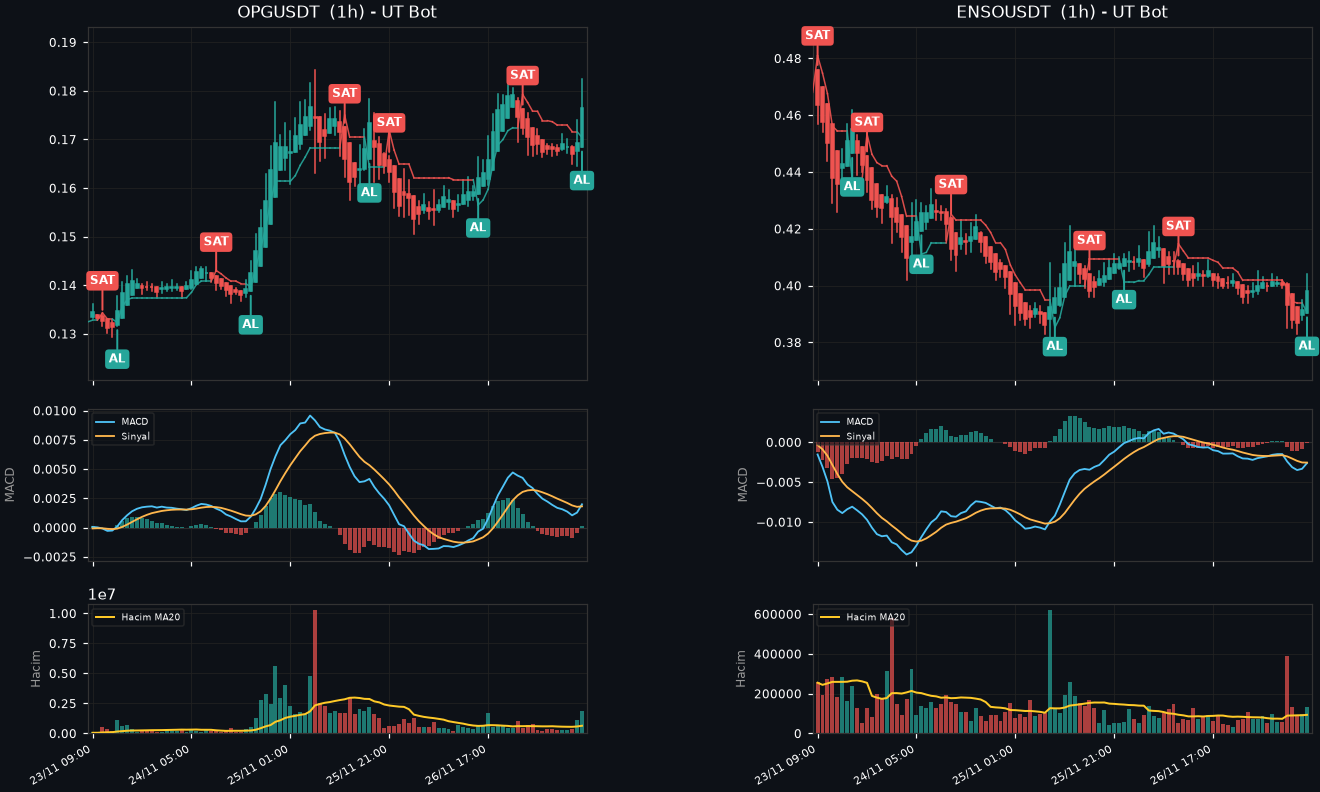 OPGUSDT  (1h) - UT Bot
0.19
0.18
0.17
0.16
0.15
0.14
0.13
SAT
AL
SAT
AL
SAT
AL
SAT
AL
SAT
AL
MACD
0.0100
0.0075
0.0050
0.0025
0.0000
−0.0025
MACD
Sinyal
1e7
Hacim
1.00
0.75
0.50
0.25
0.00
Hacim MA20
23/11 09:00
24/11 05:00
25/11 01:00
25/11 21:00
26/11 17:00
ENSOUSDT  (1h) - UT Bot
0.48
0.46
0.44
0.42
0.40
0.38
SAT
AL
SAT
AL
SAT
AL
SAT
AL
SAT
AL
MACD
0.000
−0.005
−0.010
MACD
Sinyal
Hacim
600000
400000
200000
0
Hacim MA20
23/11 09:00
24/11 05:00
25/11 01:00
25/11 21:00
26/11 17:00